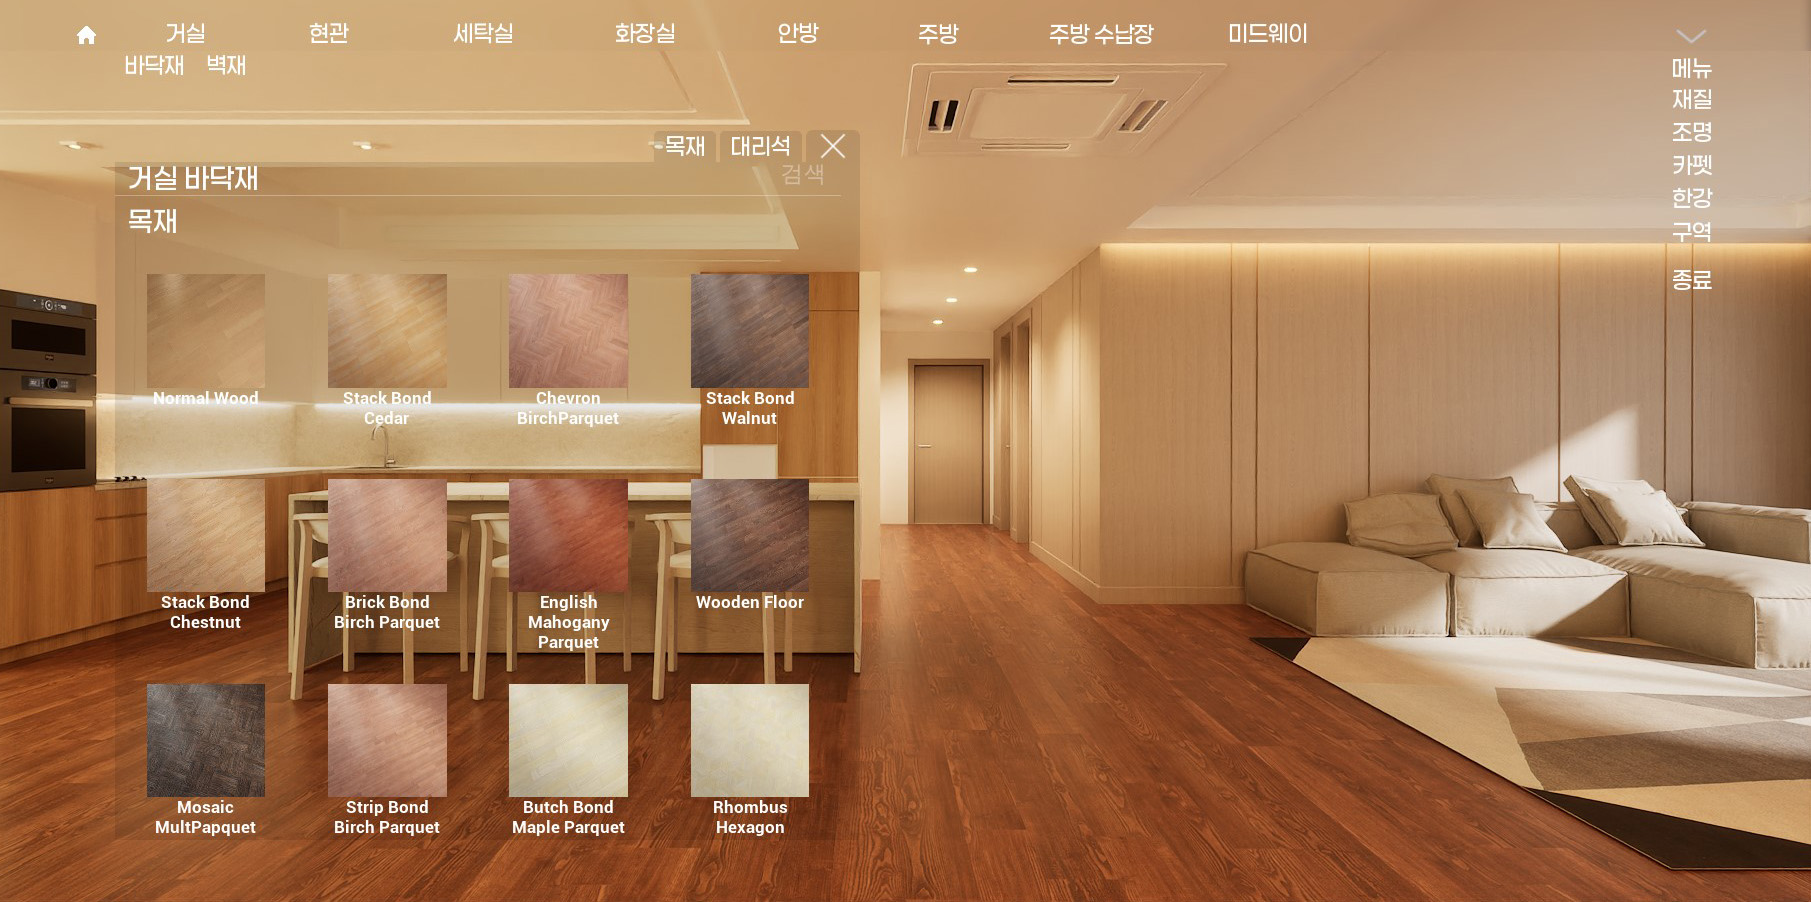 거실 현관 세탁실 화장실 안방 주방 주방 수납장 미드웨이
바닥재 벽재
메뉴
재질
조명
카펫
한강
구역
종료
목재 대리석
거실 바닥재 검색
목재
Normal Wood
Stack Bond
Cedar
Chevron
BirchParquet
Stack Bond
Walnut
Stack Bond
Chestnut
Brick Bond
Birch Parquet
English
Mahogany
Parquet
Wooden Floor
Mosaic
MultPapquet
Strip Bond
Birch Parquet
Butch Bond
Maple Parquet
Rhombus
Hexagon